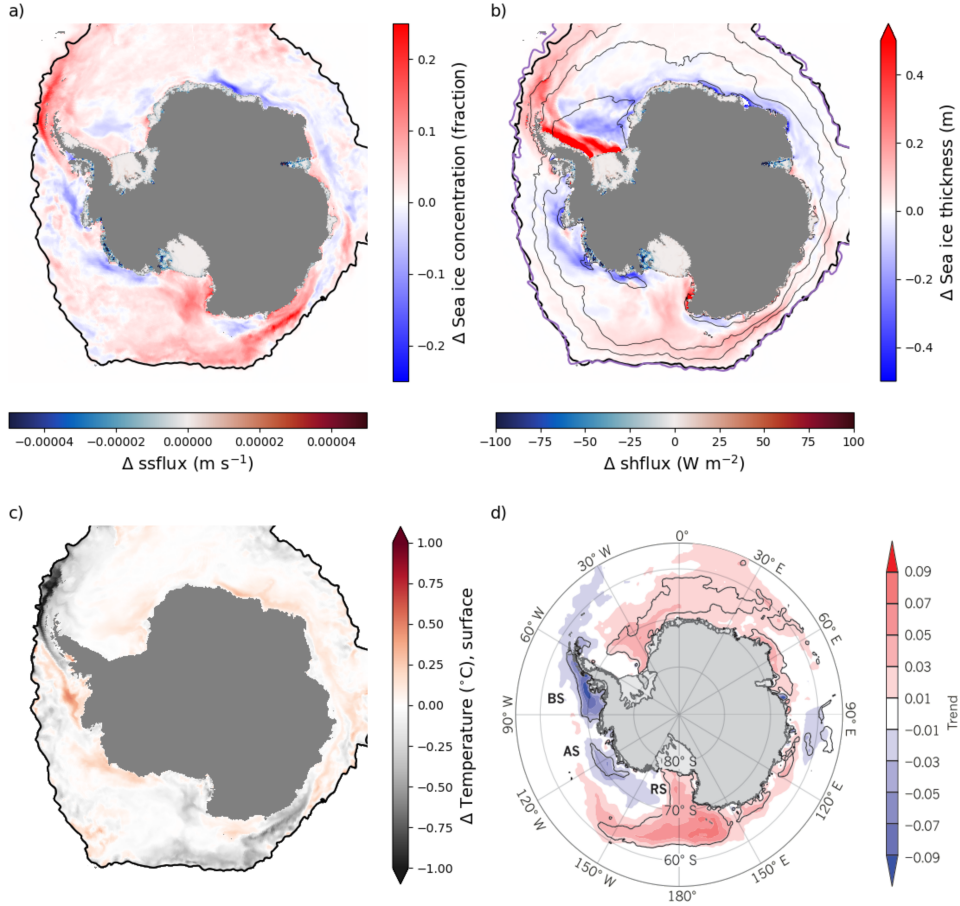 a)
0.2
0.1
0.0
−0.1
−0.2
Δ Sea ice concentration (fraction)
b)
0.4
0.2
0.0
−0.2
−0.4
Δ Sea ice thickness (m)
−0.00004 −0.00002 0.00000 0.00002 0.00004
Δ ssflux (m s⁻¹)
−100 −75 −50 −25 0 25 50 75 100
Δ shflux (W m⁻²)
c)
1.00
0.75
0.50
0.25
0.00
−0.25
−0.50
−0.75
−1.00
Δ Temperature (°C), surface
d)
0°
30° W
30° E
60° W
60° E
BS
90° W
90° E
AS
80° S
RS
70° S
120° W
120° E
60° S
150° W
150° E
180°
0.09
0.07
0.05
0.03
0.01
−0.01
−0.03
−0.05
−0.07
−0.09
Trend